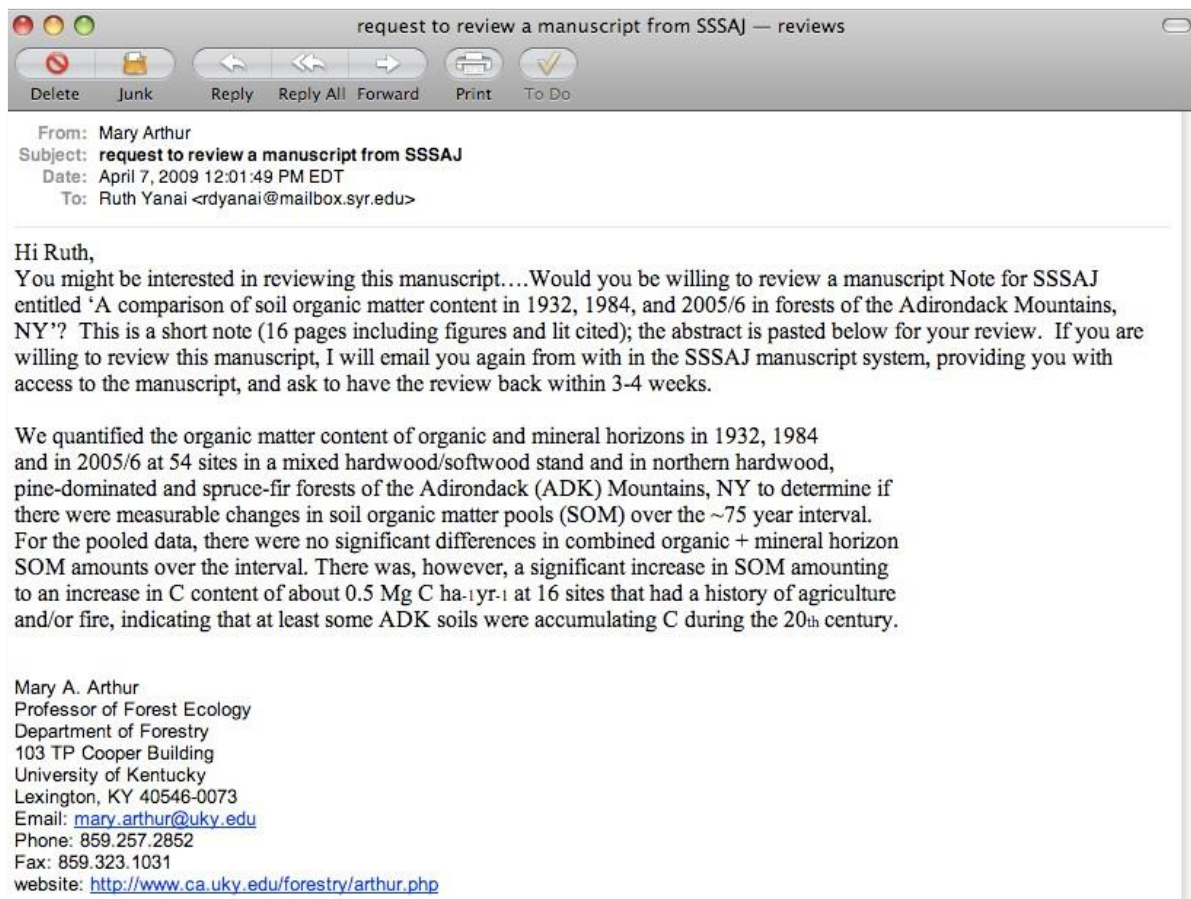 request to review a manuscript from SSSAJ — reviews
Delete Junk Reply Reply All Forward Print To Do
From: Mary Arthur
Subject: request to review a manuscript from SSSAJ
Date: April 7, 2009 12:01:49 PM EDT
To: Ruth Yanai <rdyanai@mailbox.syr.edu>
Hi Ruth,
You might be interested in reviewing this manuscript….Would you be willing to review a manuscript Note for SSSAJ
entitled ‘A comparison of soil organic matter content in 1932, 1984, and 2005/6 in forests of the Adirondack Mountains,
NY’? This is a short note (16 pages including figures and lit cited); the abstract is pasted below for your review. If you are
willing to review this manuscript, I will email you again from with in the SSSAJ manuscript system, providing you with
access to the manuscript, and ask to have the review back within 3-4 weeks.
We quantified the organic matter content of organic and mineral horizons in 1932, 1984
and in 2005/6 at 54 sites in a mixed hardwood/softwood stand and in northern hardwood,
pine-dominated and spruce-fir forests of the Adirondack (ADK) Mountains, NY to determine if
there were measurable changes in soil organic matter pools (SOM) over the ~75 year interval.
For the pooled data, there were no significant differences in combined organic + mineral horizon
SOM amounts over the interval. There was, however, a significant increase in SOM amounting
to an increase in C content of about 0.5 Mg C ha-1yr-1 at 16 sites that had a history of agriculture
and/or fire, indicating that at least some ADK soils were accumulating C during the 20th century.
Mary A. Arthur
Professor of Forest Ecology
Department of Forestry
103 TP Cooper Building
University of Kentucky
Lexington, KY 40546-0073
Email: mary.arthur@uky.edu
Phone: 859.257.2852
Fax: 859.323.1031
website: http://www.ca.uky.edu/forestry/arthur.php